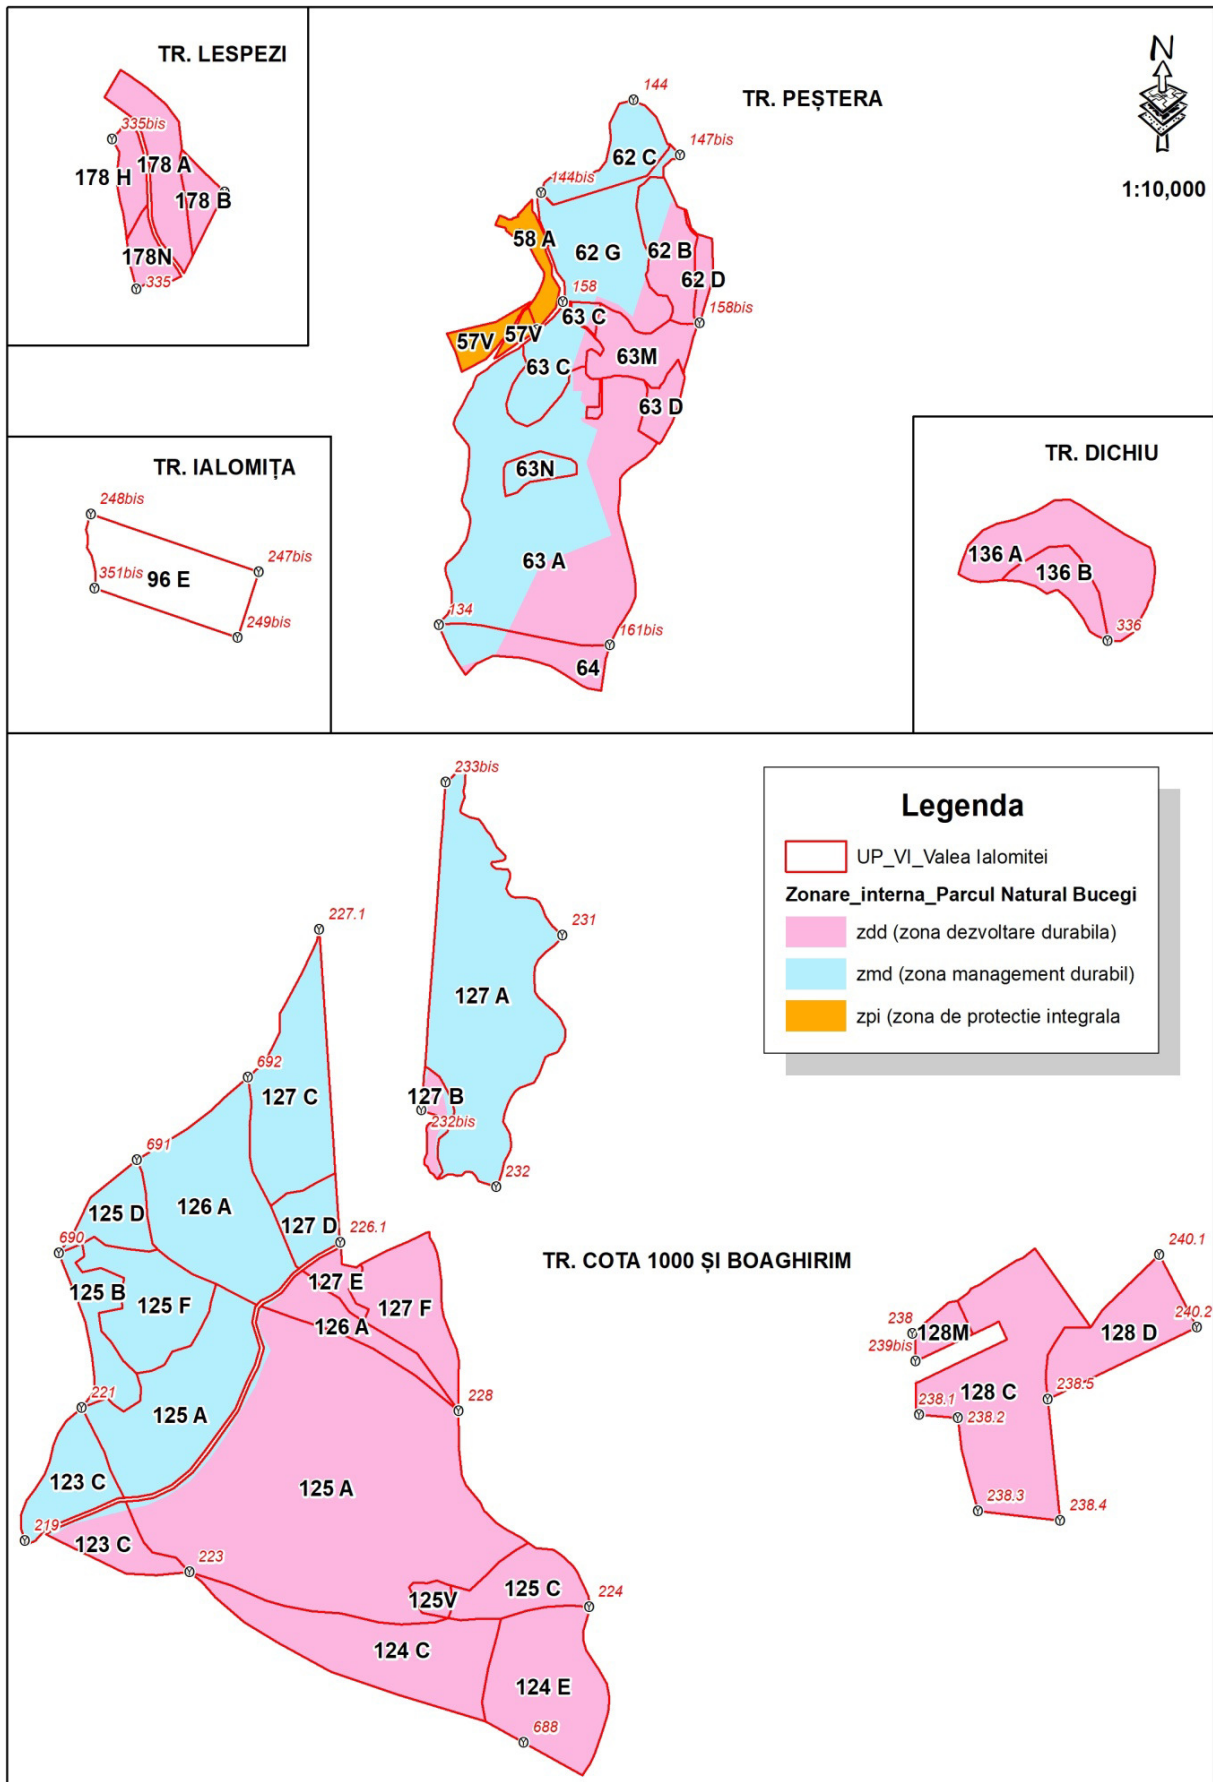 TR. LESPEZI
335bis
178 A
178 H
178 B
178N
335
TR. PEȘTERA
N
1:10,000
144
147bis
62 C
144bis
58 A
62 G
62 B
62 D
158
158bis
63 C
57V
57V
63 C
63M
63 D
63N
63 A
134
161bis
64
TR. IALOMIȚA
248bis
247bis
351bis
96 E
249bis
TR. DICHIU
136 A
136 B
336
233bis
231
127 A
127 B
232bis
232
Legenda
UP_VI_Valea Ialomitei
Zonare_interna_Parcul Natural Bucegi
zdd (zona dezvoltare durabila)
zmd (zona management durabil)
zpi (zona de protectie integrala
227.1
692
127 C
691
126 A
125 D
127 D
226.1
690
125 B
125 F
127 E
127 F
126 A
221
125 A
228
123 C
125 A
219
123 C
223
125V
125 C
224
124 C
124 E
688
TR. COTA 1000 ȘI BOAGHIRIM
240.1
240.2
238
128M
239bis
128 D
128 C
238.5
238.1
238.2
238.3
238.4